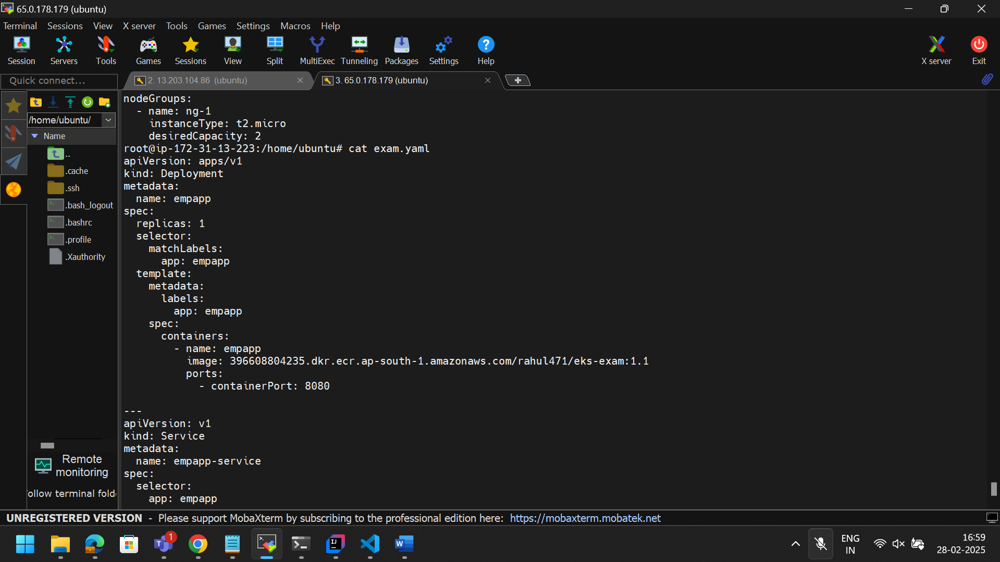 65.0.178.179 (ubuntu)
Terminal Sessions View X server Tools Games Settings Macros Help
Session Servers Tools Games Sessions View Split MultiExec Tunneling Packages Settings Help X server Exit
Quick connect...
2. 13.203.104.86 (ubuntu)
3. 65.0.178.179 (ubuntu)
/home/ubuntu/
Name
..
.cache
.ssh
.bash_logout
.bashrc
.profile
.Xauthority
Remote
monitoring
ollow terminal fold
nodeGroups:
  - name: ng-1
    instanceType: t2.micro
    desiredCapacity: 2
root@ip-172-31-13-223:/home/ubuntu# cat exam.yaml
apiVersion: apps/v1
kind: Deployment
metadata:
  name: empapp
spec:
  replicas: 1
  selector:
    matchLabels:
      app: empapp
  template:
    metadata:
      labels:
        app: empapp
    spec:
      containers:
        - name: empapp
          image: 396608804235.dkr.ecr.ap-south-1.amazonaws.com/rahul471/eks-exam:1.1
          ports:
            - containerPort: 8080
---
apiVersion: v1
kind: Service
metadata:
  name: empapp-service
spec:
  selector:
    app: empapp
UNREGISTERED VERSION - Please support MobaXterm by subscribing to the professional edition here: https://mobaxterm.mobatek.net
1
ENG
IN
16:59
28-02-2025